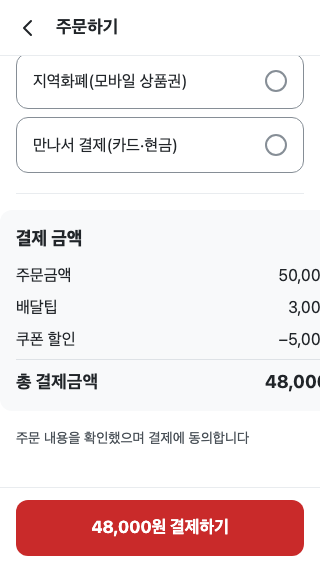 주문하기
지역화폐(모바일 상품권)
만나서 결제(카드·현금)
결제 금액
주문금액 50,00
배달팁 3,00
쿠폰 할인 –5,00
총 결제금액 48,00
주문 내용을 확인했으며 결제에 동의합니다
48,000원 결제하기